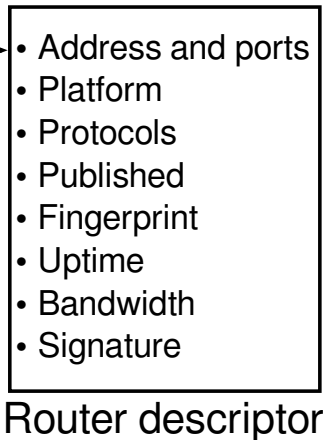 • Address and ports
• Platform
• Protocols
• Published
• Fingerprint
• Uptime
• Bandwidth
• Signature
Router descriptor